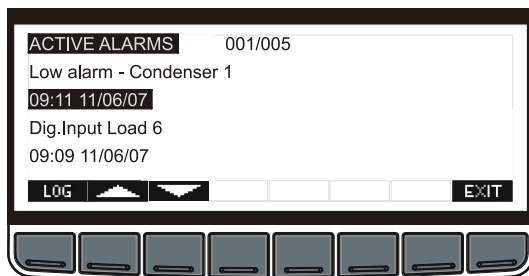 ACTIVE ALARMS 001/005
Low alarm - Condenser 1
09:11 11/06/07
Dig.Input Load 6
09:09 11/06/07
LOG EXIT